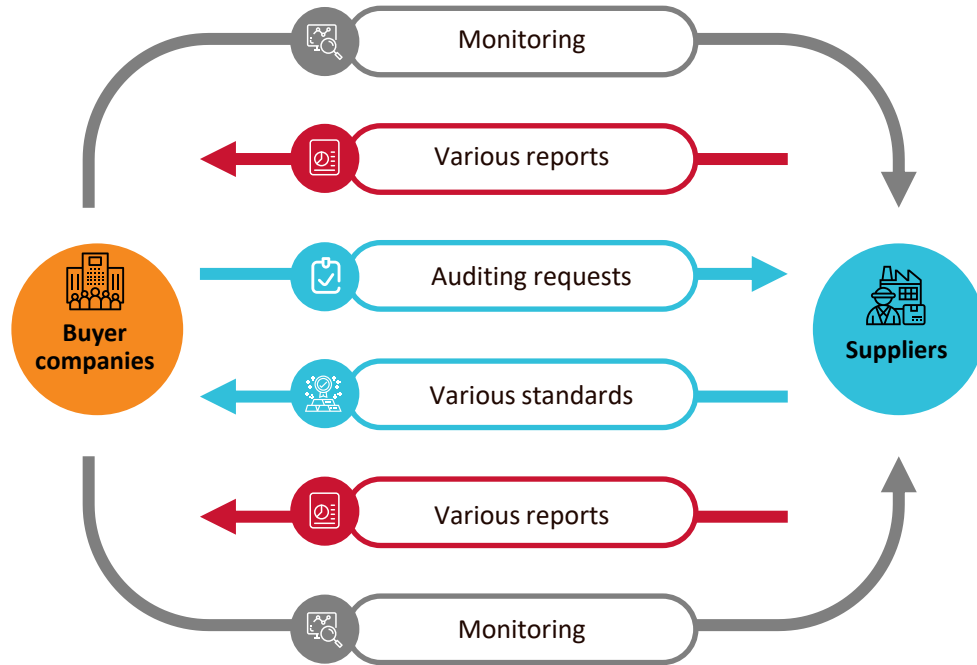 Monitoring
Various reports
Auditing requests
Buyer
companies
Suppliers
Various standards
Various reports
Monitoring